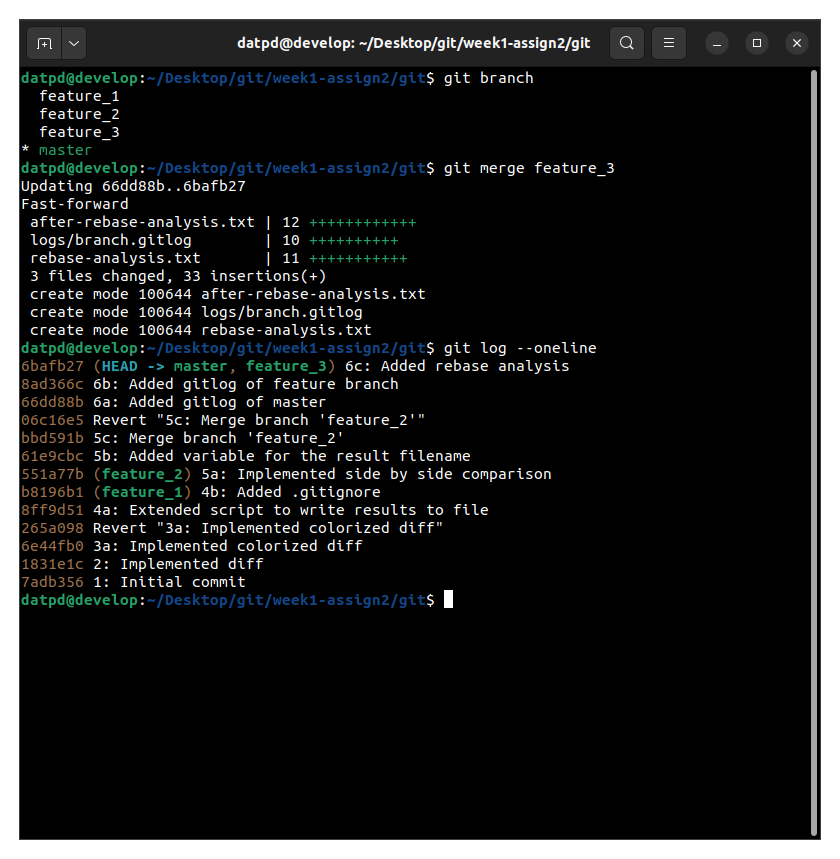 datpd@develop: ~/Desktop/git/week1-assign2/git
datpd@develop:~/Desktop/git/week1-assign2/git$ git branch
  feature_1
  feature_2
  feature_3
* master
datpd@develop:~/Desktop/git/week1-assign2/git$ git merge feature_3
Updating 66dd88b..6bafb27
Fast-forward
 after-rebase-analysis.txt | 12 ++++++++++++
 logs/branch.gitlog        | 10 ++++++++++
 rebase-analysis.txt       | 11 +++++++++++
 3 files changed, 33 insertions(+)
 create mode 100644 after-rebase-analysis.txt
 create mode 100644 logs/branch.gitlog
 create mode 100644 rebase-analysis.txt
datpd@develop:~/Desktop/git/week1-assign2/git$ git log --oneline
6bafb27 (HEAD -> master, feature_3) 6c: Added rebase analysis
8ad366c 6b: Added gitlog of feature branch
66dd88b 6a: Added gitlog of master
06c16e5 Revert "5c: Merge branch 'feature_2'"
bbd591b 5c: Merge branch 'feature_2'
61e9cbc 5b: Added variable for the result filename
551a77b (feature_2) 5a: Implemented side by side comparison
b8196b1 (feature_1) 4b: Added .gitignore
8ff9d51 4a: Extended script to write results to file
265a098 Revert "3a: Implemented colorized diff"
6e44fb0 3a: Implemented colorized diff
1831e1c 2: Implemented diff
7adb356 1: Initial commit
datpd@develop:~/Desktop/git/week1-assign2/git$